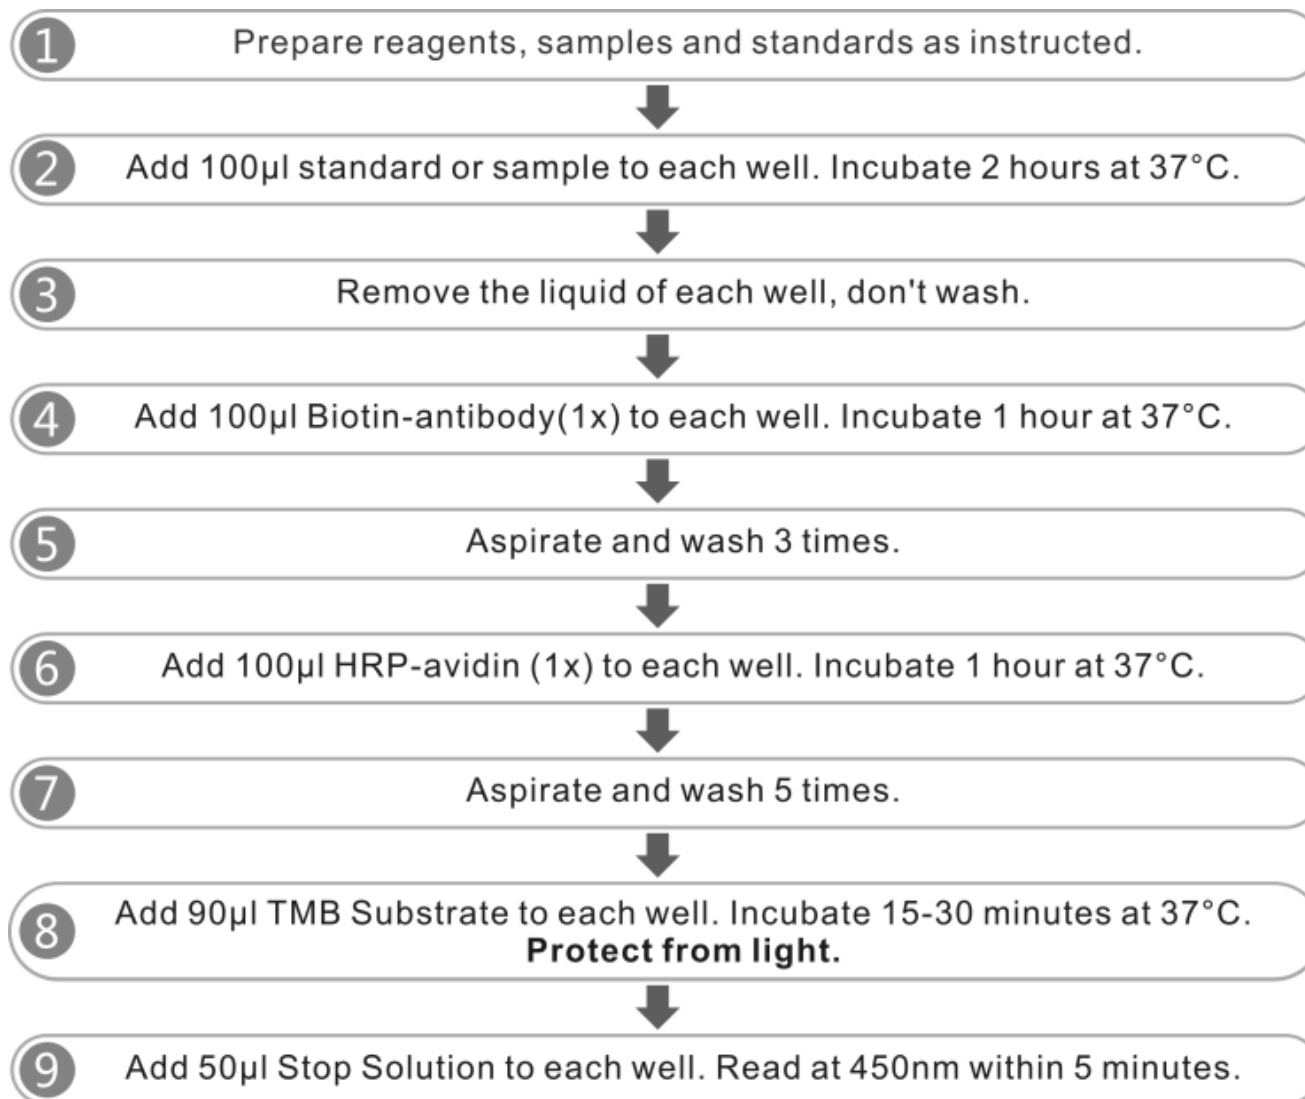 1 Prepare reagents, samples and standards as instructed.
2 Add 100µl standard or sample to each well. Incubate 2 hours at 37°C.
3 Remove the liquid of each well, don't wash.
4 Add 100µl Biotin-antibody(1x) to each well. Incubate 1 hour at 37°C.
5 Aspirate and wash 3 times.
6 Add 100µl HRP-avidin (1x) to each well. Incubate 1 hour at 37°C.
7 Aspirate and wash 5 times.
8 Add 90µl TMB Substrate to each well. Incubate 15-30 minutes at 37°C.
Protect from light.
9 Add 50µl Stop Solution to each well. Read at 450nm within 5 minutes.